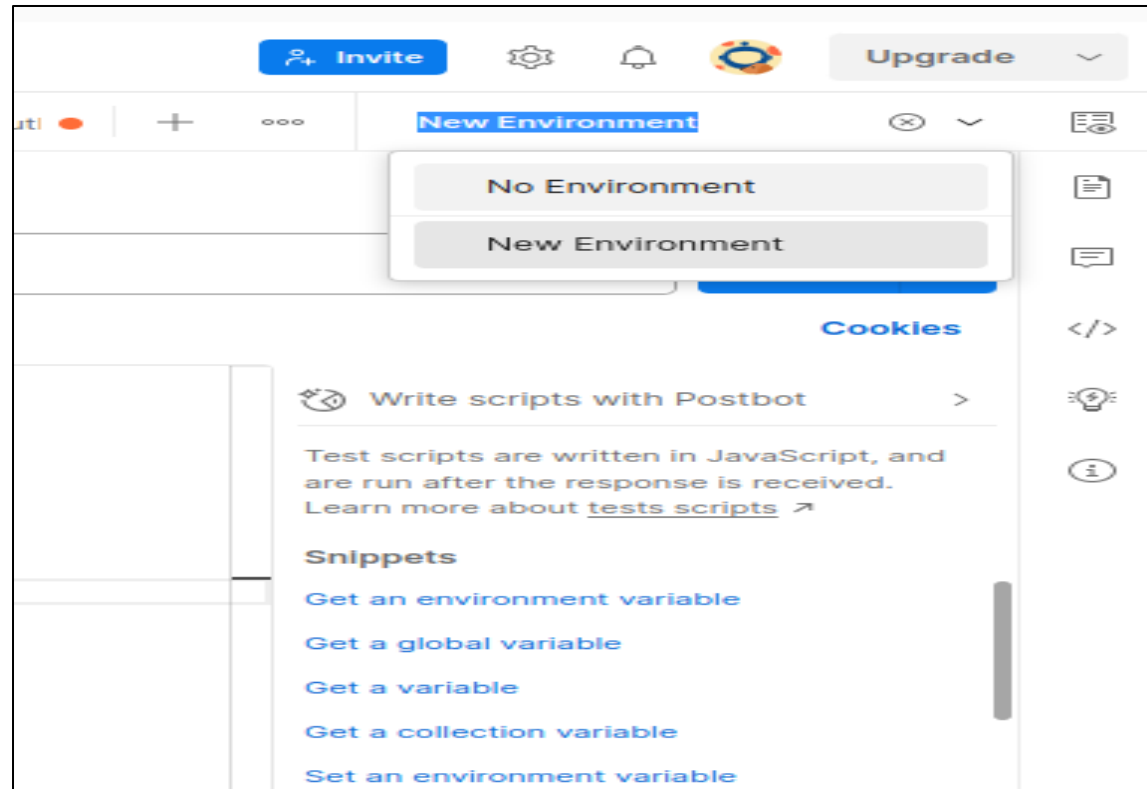 Invite
Upgrade
New Environment
No Environment
New Environment
Cookies
</>
Write scripts with Postbot >
Test scripts are written in JavaScript, and
are run after the response is received.
Learn more about tests scripts ↗
Snippets
Get an environment variable
Get a global variable
Get a variable
Get a collection variable
Set an environment variable